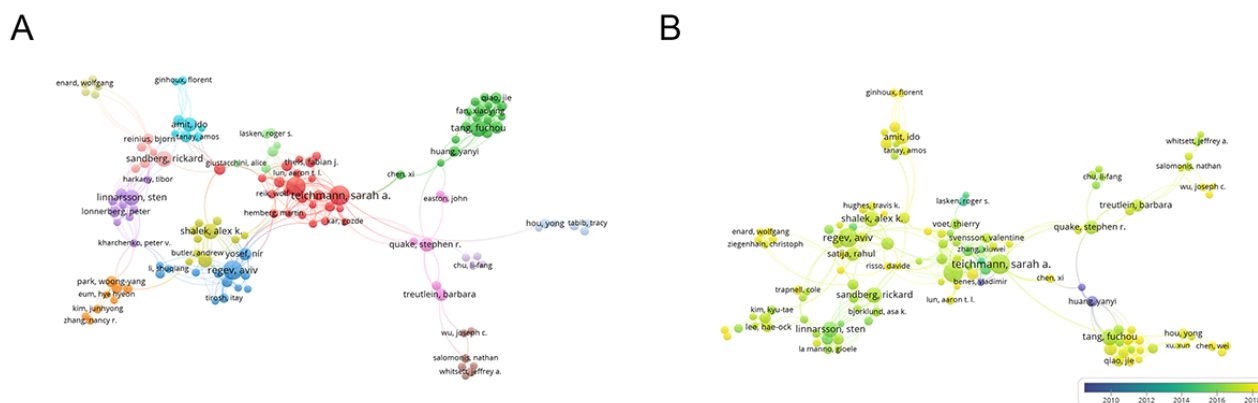 A
B
ginhoux, florent
enard, wolfgang
amit, ido
tanay, amos
reinius, bjorn
sandberg, rickard
giustacchini, alice
lasken, roger s.
theis, fabian j.
lun, aaron t. l.
reik, wolf
teichmann, sarah a.
hemberg, martin
kar, gozde
harkany, tibor
linnarsson, sten
lonnerberg, peter
kharchenko, peter v.
shalek, alex k.
butler, andrew
yosef, nir
li, shuqiang
regev, aviv
tirosh, itay
park, woong-yang
eum, hye hyeon
kim, junhyong
zhang, nancy r.
qiao, jie
fan, xiaoying
tang, fuchou
huang, yanyi
chen, xi
easton, john
quake, stephen r.
hou, yong
tabib, tracy
chu, li-fang
treutlein, barbara
wu, joseph c.
salomonis, nathan
whitsett, jeffrey a.
ginhoux, florent
amit, ido
tanay, amos
whitsett, jeffrey a.
salomonis, nathan
wu, joseph c.
chu, li-fang
treutlein, barbara
quake, stephen r.
hughes, travis k.
shalek, alex k.
lasken, roger s.
voet, thierry
enard, wolfgang
ziegenhain, christoph
regev, aviv
satija, rahul
svensson, valentine
zhang, xiuwei
risso, davide
teichmann, sarah a.
benes, vladimir
chen, xi
trapnell, cole
sandberg, rickard
lun, aaron t. l.
huang, yanyi
bjorklund, asa k.
kim, kyu-tae
lee, hae-ock
linnarsson, sten
la manno, gioele
tang, fuchou
hou, yong
xu, xun
chen, wei
qiao, jie
2010
2012
2014
2016